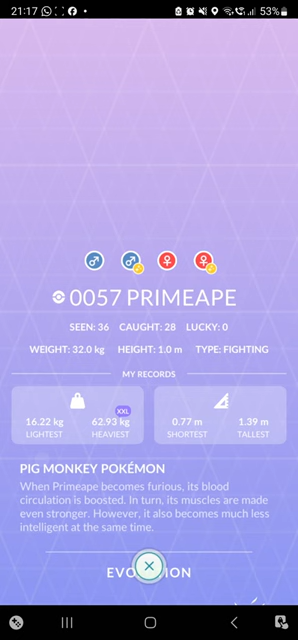 21:17
53%
0057 PRIMEAPE
SEEN: 36 CAUGHT: 28 LUCKY: 0
WEIGHT: 32.0 kg HEIGHT: 1.0 m TYPE: FIGHTING
MY RECORDS
XXL
16.22 kg 62.93 kg 0.77 m 1.39 m
LIGHTEST HEAVIEST SHORTEST TALLEST
PIG MONKEY POKÉMON
When Primeape becomes furious, its blood
circulation is boosted. In turn, its muscles are made
even stronger. However, it also becomes much less
intelligent at the same time.